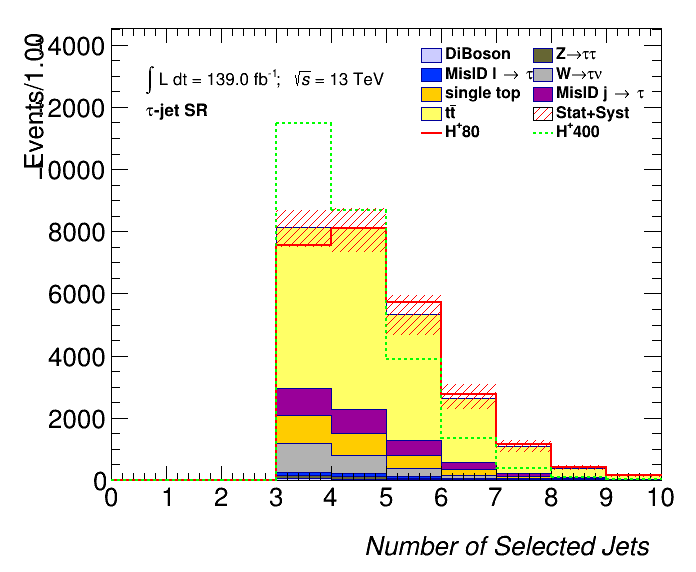 Events/1.00
14000
12000
10000
8000
6000
4000
2000
0
∫ L dt = 139.0 fb⁻¹; √s = 13 TeV
τ-jet SR
DiBoson Z→ττ
MisID l → τ W→τν
single top MisID j → τ
tt̄ Stat+Syst
H⁺80 H⁺400
0 1 2 3 4 5 6 7 8 9 10
Number of Selected Jets